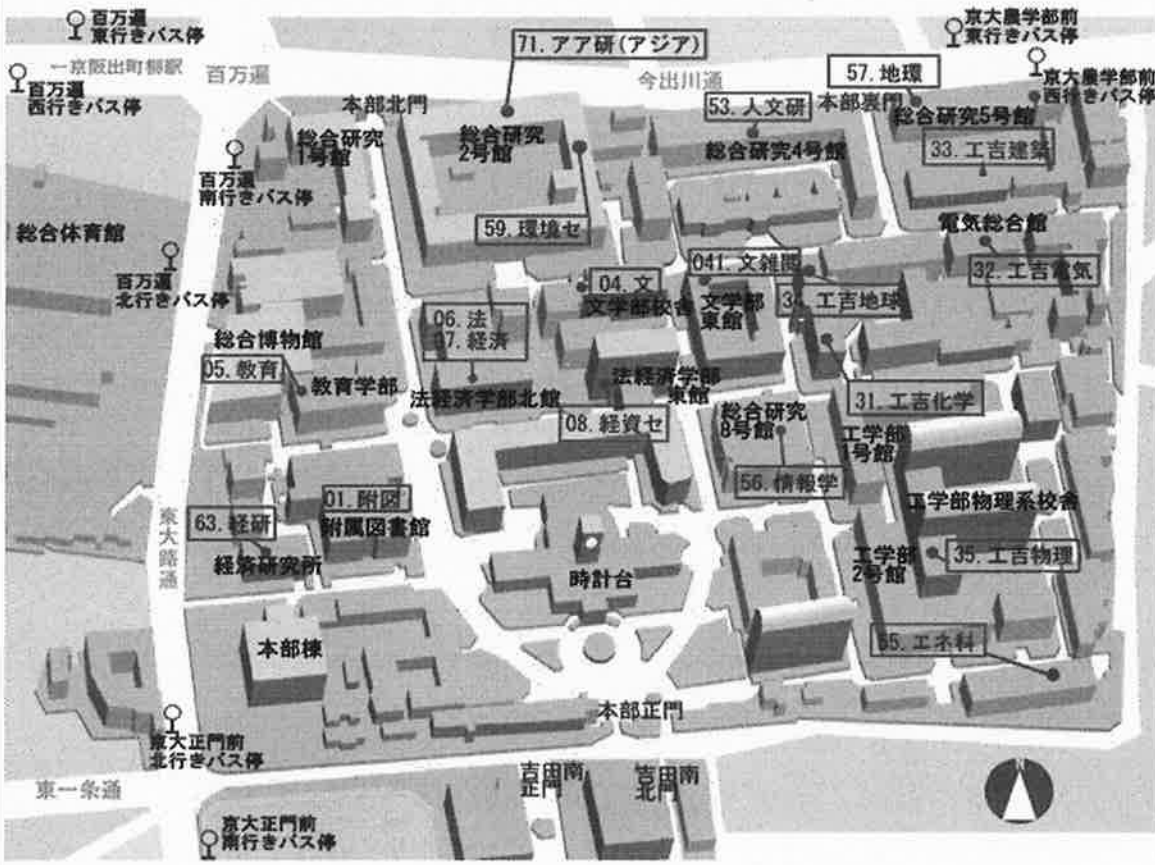 百万遍
東行きバス停
←京阪出町柳駅
百万遍
西行きバス停
百万遍
71. アア研(アジア)
今出川通
京大農学部前
東行きバス停
京大農学部前
西行きバス停
57. 地環
本部北門
53. 人文研
本部裏門
総合研究
1号館
総合研究
2号館
総合研究4号館
総合研究5号館
33. 工吉建築
百万遍
南行きバス停
総合体育館
59. 環境セ
電気総合館
百万遍
北行きバス停
04. 文
文学部校舎
041. 文雑閲
文学部
東館
32. 工吉電気
34. 工吉地球
06. 法
07. 経済
総合博物館
05. 教育
教育学部
法経済学部北館
法経済学部
東館
08. 経資セ
総合研究
8号館
31. 工吉化学
工学部
1号館
56. 情報学
01. 附図
附属図書館
63. 経研
経済研究所
東大路通
工学部物理系校舎
工学部
2号館
35. 工吉物理
時計台
本部棟
55. エネ科
本部正門
京大正門前
北行きバス停
東一条通
吉田南
正門
吉田南
北門
京大正門前
南行きバス停